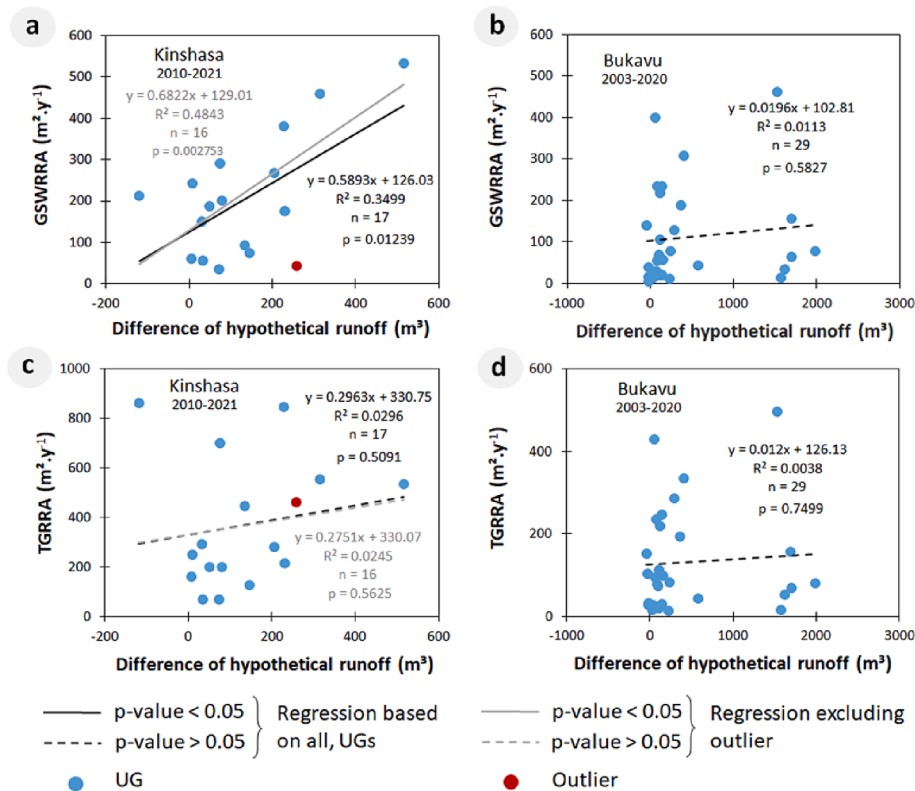 a
Kinshasa
2010-2021
y = 0.6822x + 129.01
R² = 0.4843
n = 16
p = 0.002753
y = 0.5893x + 126.03
R² = 0.3499
n = 17
p = 0.01239
GSWRRA (m².y⁻¹)
600
500
400
300
200
100
0
-200
0
200
400
600
Difference of hypothetical runoff (m³)
b
Bukavu
2003-2020
y = 0.0196x + 102.81
R² = 0.0113
n = 29
p = 0.5827
GSWRRA (m².y⁻¹)
600
500
400
300
200
100
0
-1000
0
1000
2000
3000
Difference of hypothetical runoff (m³)
c
Kinshasa
2010-2021
y = 0.2963x + 330.75
R² = 0.0296
n = 17
p = 0.5091
y = 0.2751x + 330.07
R² = 0.0245
n = 16
p = 0.5625
TGRRA (m².y⁻¹)
1000
800
600
400
200
0
-200
0
200
400
600
Difference of hypothetical runoff (m³)
d
Bukavu
2003-2020
y = 0.012x + 126.13
R² = 0.0038
n = 29
p = 0.7499
TGRRA (m².y⁻¹)
600
400
200
0
-1000
0
1000
2000
3000
Difference of hypothetical runoff (m³)
p-value < 0.05
p-value > 0.05
Regression based
on all, UGs
UG
p-value < 0.05
p-value > 0.05
Regression excluding
outlier
Outlier